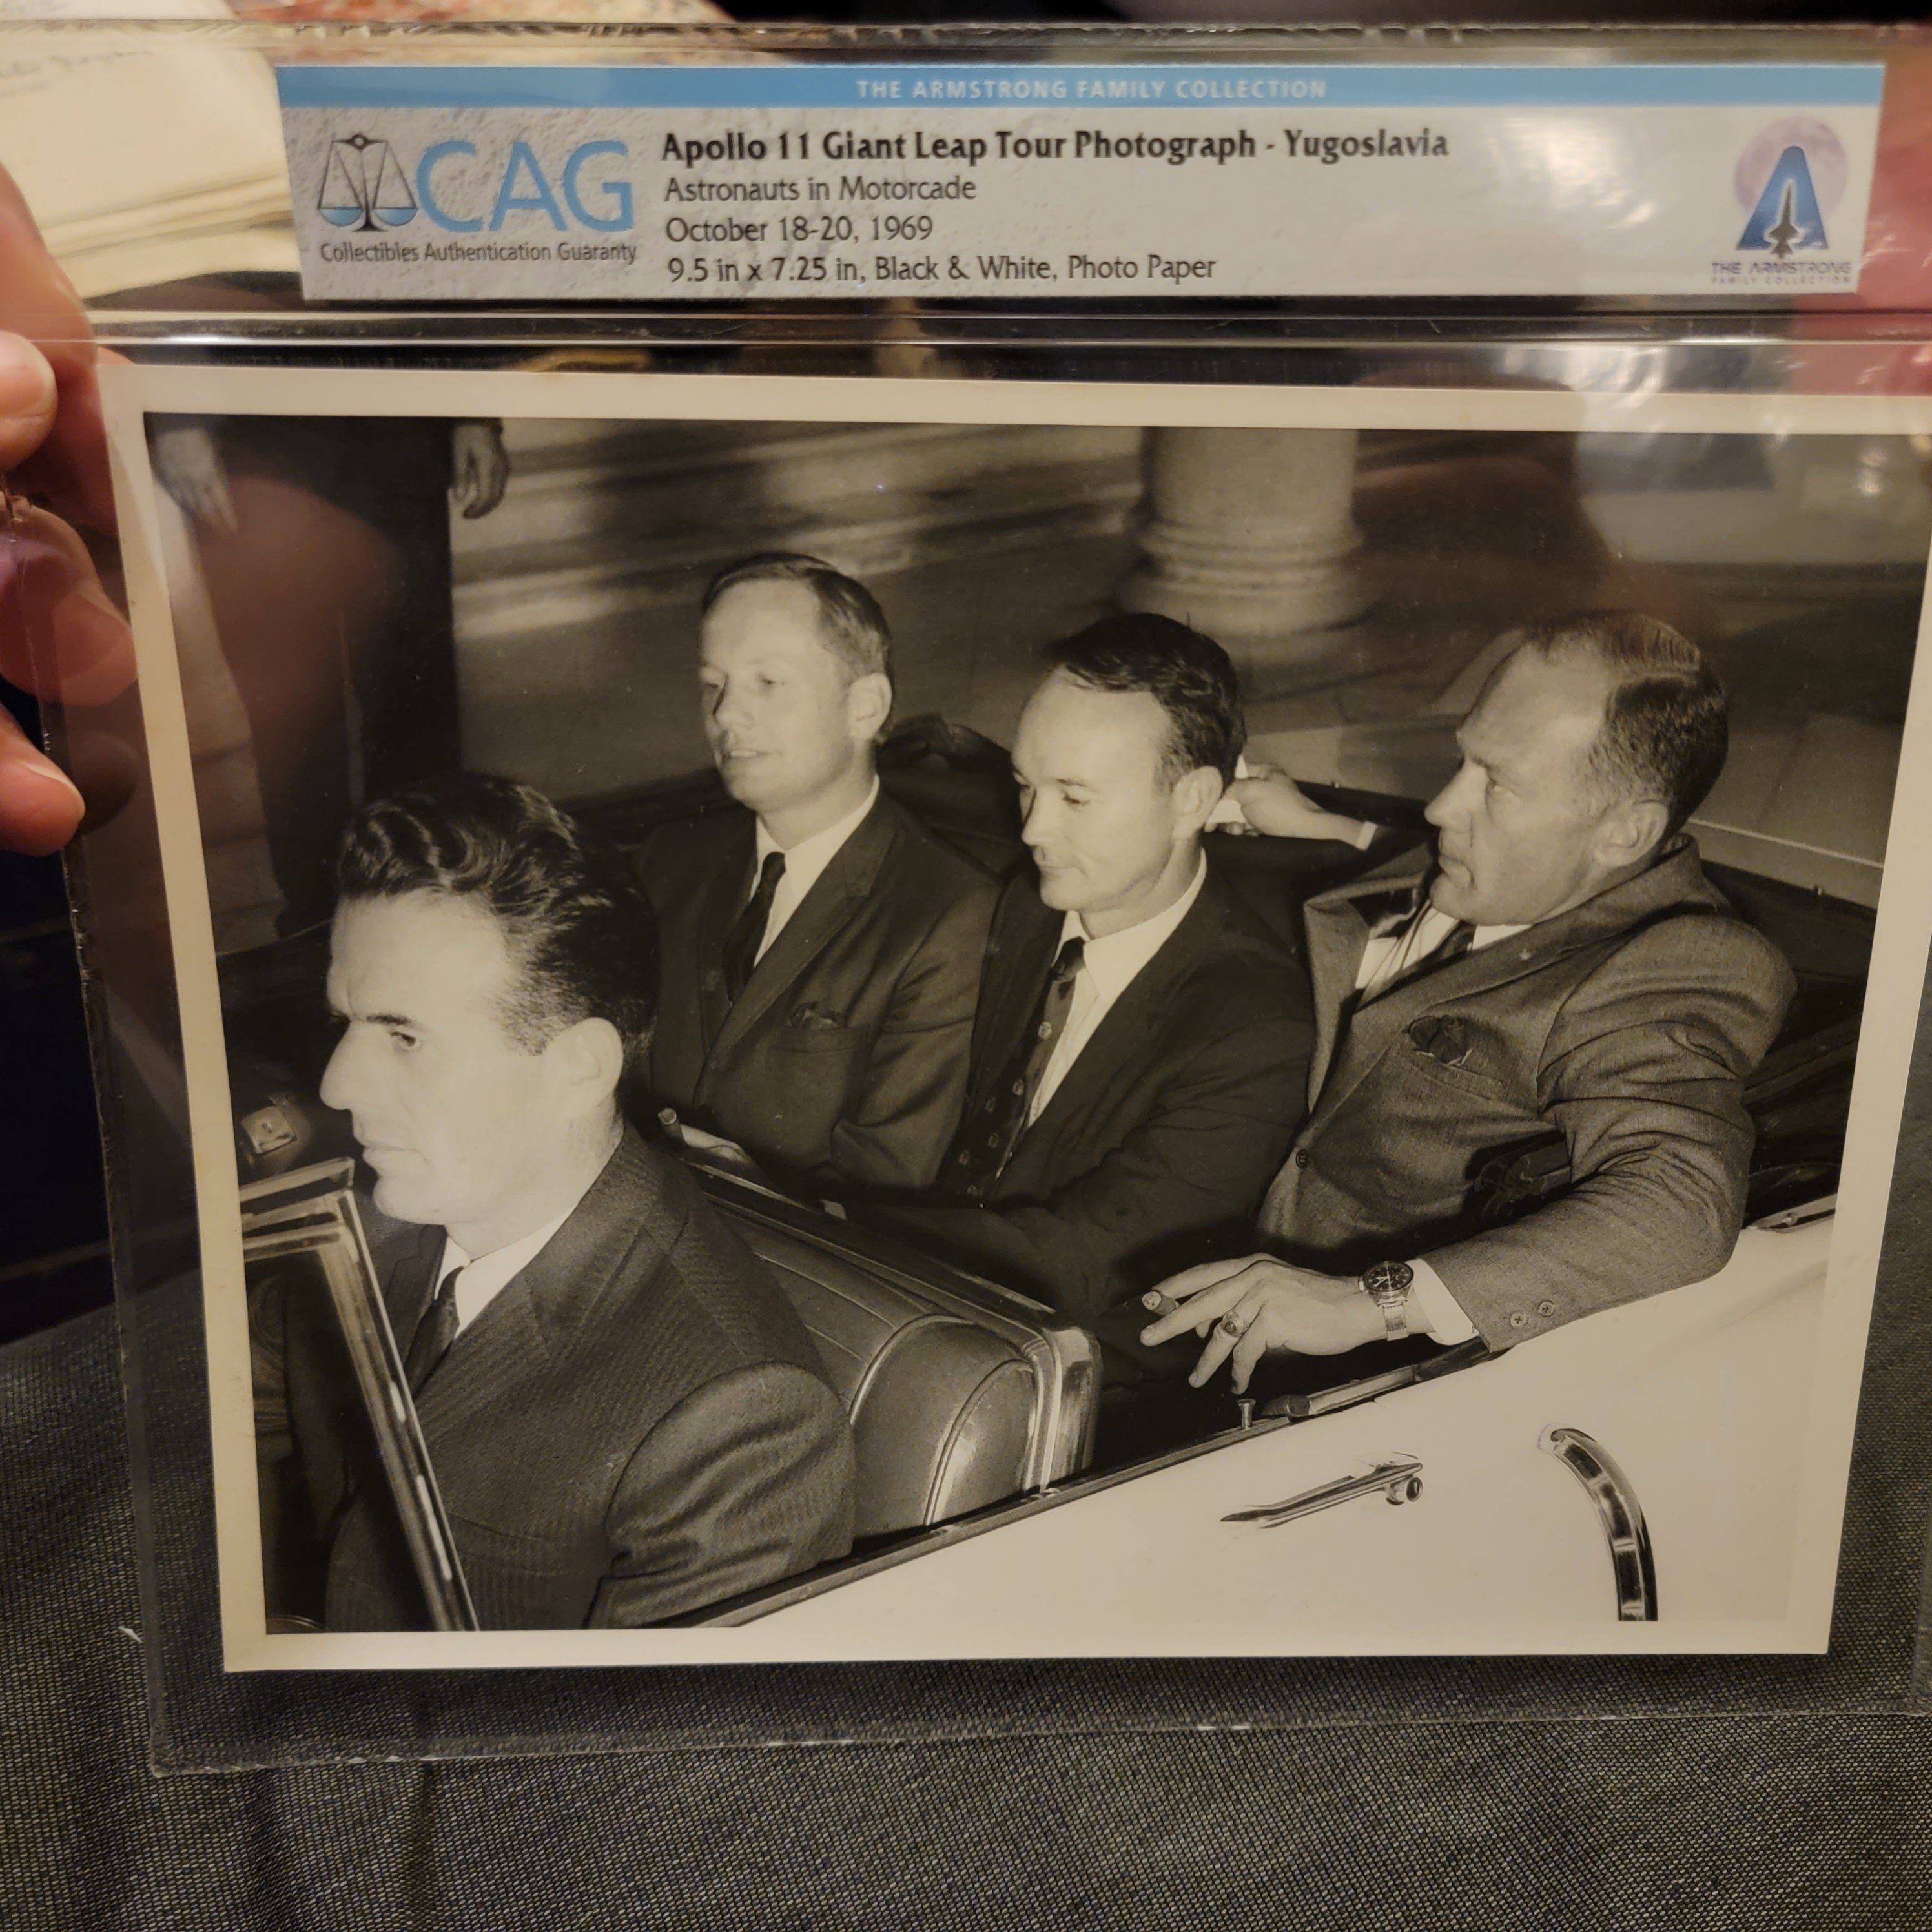 THE ARMSTRONG FAMILY COLLECTION
CAG
Collectibles Authentication Guaranty
Apollo 11 Giant Leap Tour Photograph - Yugoslavia
Astronauts in Motorcade
October 18-20, 1969
9.5 in x 7.25 in, Black & White, Photo Paper
THE ARMSTRONG
FAMILY COLLECTION